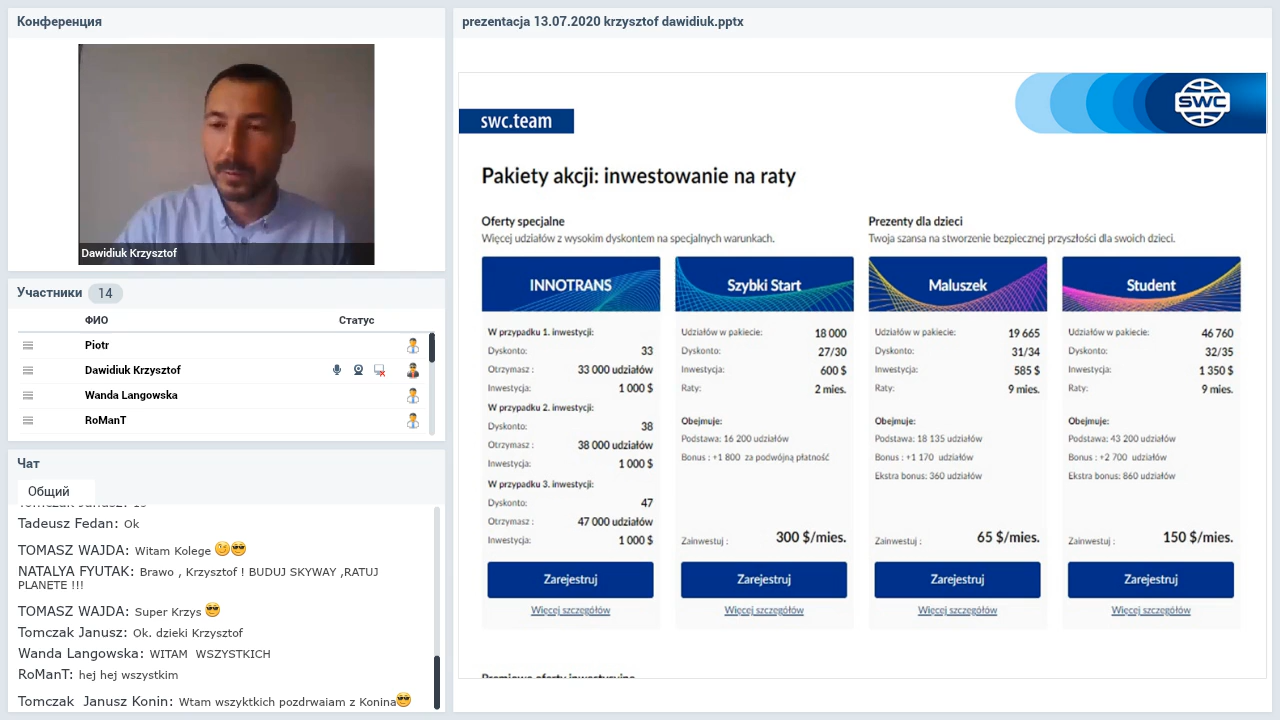 Конференция
Dawidiuk Krzysztof
Участники 14
ФИО Статус
Piotr
Dawidiuk Krzysztof
Wanda Langowska
RoManT
Чат
Общий
Tadeusz Fedan: Ok
TOMASZ WAJDA: Witam Kolege
NATALYA FYUTAK: Brawo , Krzysztof ! BUDUJ SKYWAY ,RATUJ
PLANETE !!!
TOMASZ WAJDA: Super Krzys
Tomczak Janusz: Ok. dzieki Krzysztof
Wanda Langowska: WITAM WSZYSTKICH
RoManT: hej hej wszystkim
Tomczak Janusz Konin: Wtam wszyktkich pozdrwaiam z Konina
prezentacja 13.07.2020 krzysztof dawidiuk.pptx
swc.team
SWC
Pakiety akcji: inwestowanie na raty
Oferty specjalne
Więcej udziałów z wysokim dyskontem na specjalnych warunkach.
Prezenty dla dzieci
Twoja szansa na stworzenie bezpiecznej przyszłości dla swoich dzieci.
INNOTRANS
W przypadku 1. inwestycji:
Dyskonto: 33
Otrzymasz : 33 000 udziałów
Inwestycja: 1 000 $
W przypadku 2. inwestycji:
Dyskonto: 38
Otrzymasz : 38 000 udziałów
Inwestycja: 1 000 $
W przypadku 3. inwestycji:
Dyskonto: 47
Otrzymasz : 47 000 udziałów
Inwestycja: 1 000 $
Zarejestruj
Więcej szczegółów
Szybki Start
Udziałów w pakiecie: 18 000
Dyskonto: 27/30
Inwestycja: 600 $
Raty: 2 mies.
Obejmuje:
Podstawa: 16 200 udziałów
Bonus : +1 800 za podwójną płatność
Zainwestuj : 300 $/mies.
Zarejestruj
Więcej szczegółów
Maluszek
Udziałów w pakiecie: 19 665
Dyskonto: 31/34
Inwestycja: 585 $
Raty: 9 mies.
Obejmuje:
Podstawa: 18 135 udziałów
Bonus : +1 170 udziałów
Ekstra bonus: 360 udziałów
Zainwestuj : 65 $/mies.
Zarejestruj
Więcej szczegółów
Student
Udziałów w pakiecie: 46 760
Dyskonto: 32/35
Inwestycja: 1 350 $
Raty: 9 mies.
Obejmuje:
Podstawa: 43 200 udziałów
Bonus : +2 700 udziałów
Ekstra bonus: 860 udziałów
Zainwestuj : 150 $/mies.
Zarejestruj
Więcej szczegółów